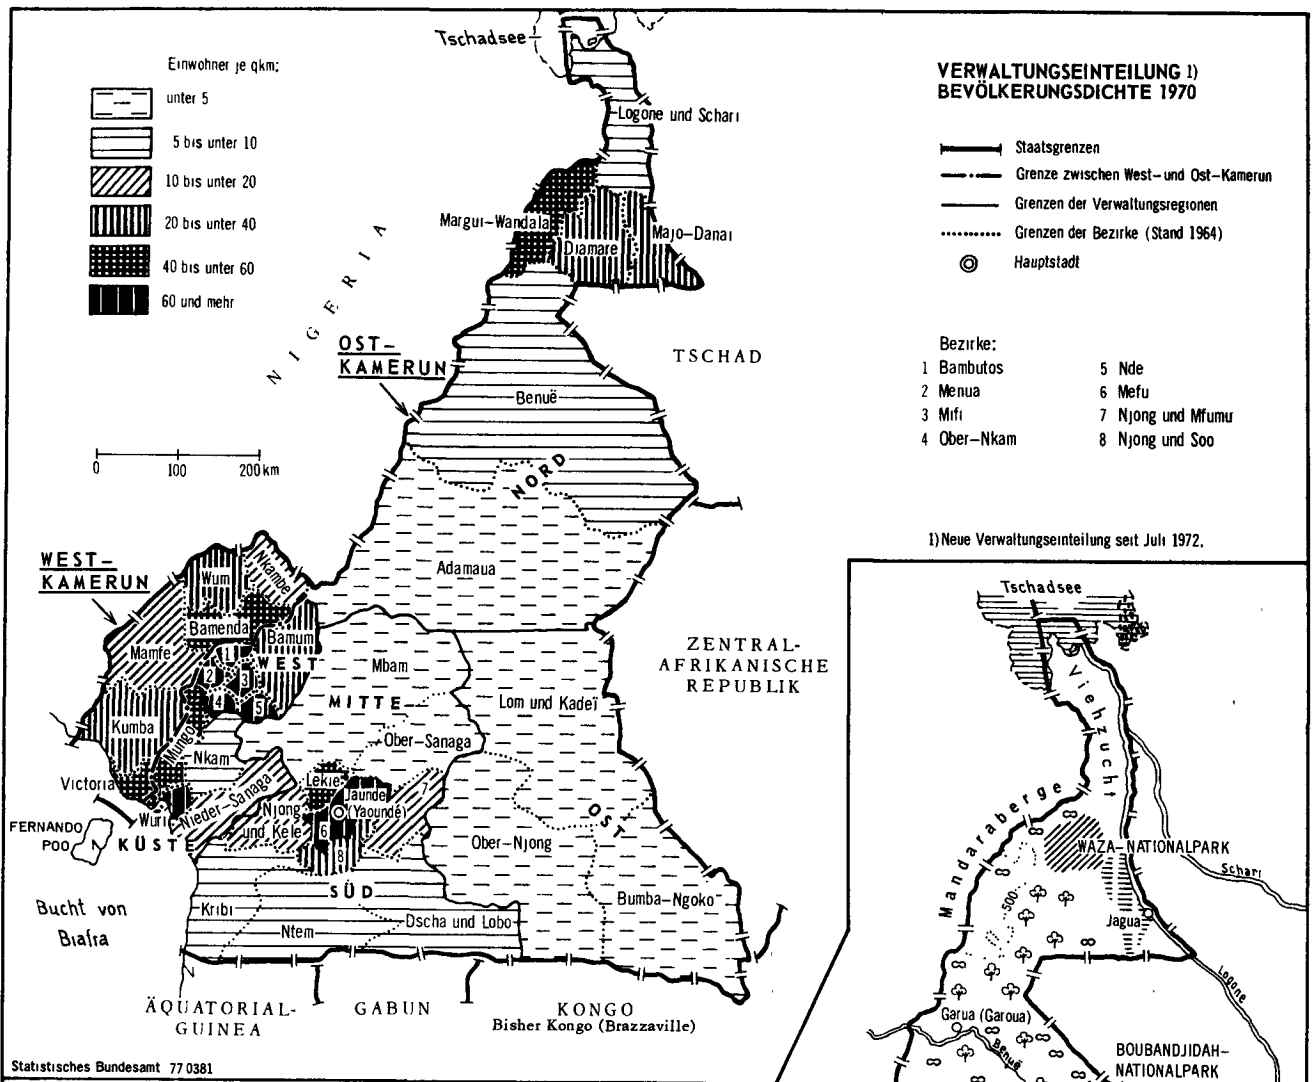 VERWALTUNGSEINTEILUNG 1)
BEVÖLKERUNGSDICHTE 1970
Einwohner je qkm:
unter 5
5 bis unter 10
10 bis unter 20
20 bis unter 40
40 bis unter 60
60 und mehr
Staatsgrenzen
Grenze zwischen West- und Ost-Kamerun
Grenzen der Verwaltungsregionen
Grenzen der Bezirke (Stand 1964)
Hauptstadt
Bezirke:
1 Bambutos
2 Menua
3 Mifi
4 Ober-Nkam
5 Nde
6 Mefu
7 Njong und Mfumu
8 Njong und Soo
1) Neue Verwaltungseinteilung seit Juli 1972.
0 100 200 km
Tschadsee
Logone und Schari
Margui-Wandala
Diamare
Majo-Danai
NIGERIA
TSCHAD
OST-
KAMERUN
Benuë
NORD
Adamaua
WEST-
KAMERUN
Wum
Nkambe
Bamenda
Bamum
Mamfe
WEST
1
2
3
4
5
Mbam
MITTE
Lom und Kadeï
ZENTRAL-
AFRIKANISCHE
REPUBLIK
Kumba
Mungo
Nkam
Ober-Sanaga
Victoria
Wuri
Nieder-Sanaga
Lekie
Jaunde
(Yaoundé)
Njong
und Kele
6
7
8
FERNANDO
POO
KÜSTE
OST
Ober-Njong
SÜD
Bumba-Ngoko
Kribi
Ntem
Dscha und Lobo
Bucht von
Biafra
ÄQUATORIAL-
GUINEA
GABUN
KONGO
Bisher Kongo (Brazzaville)
Statistisches Bundesamt 77 0381
Tschadsee
Viehzucht
Mandaraberge
WAZA-NATIONALPARK
Schari
500
Jagua
Logone
Garua (Garoua)
Benuë
BOUBANDJIDAH-
NATIONALPARK